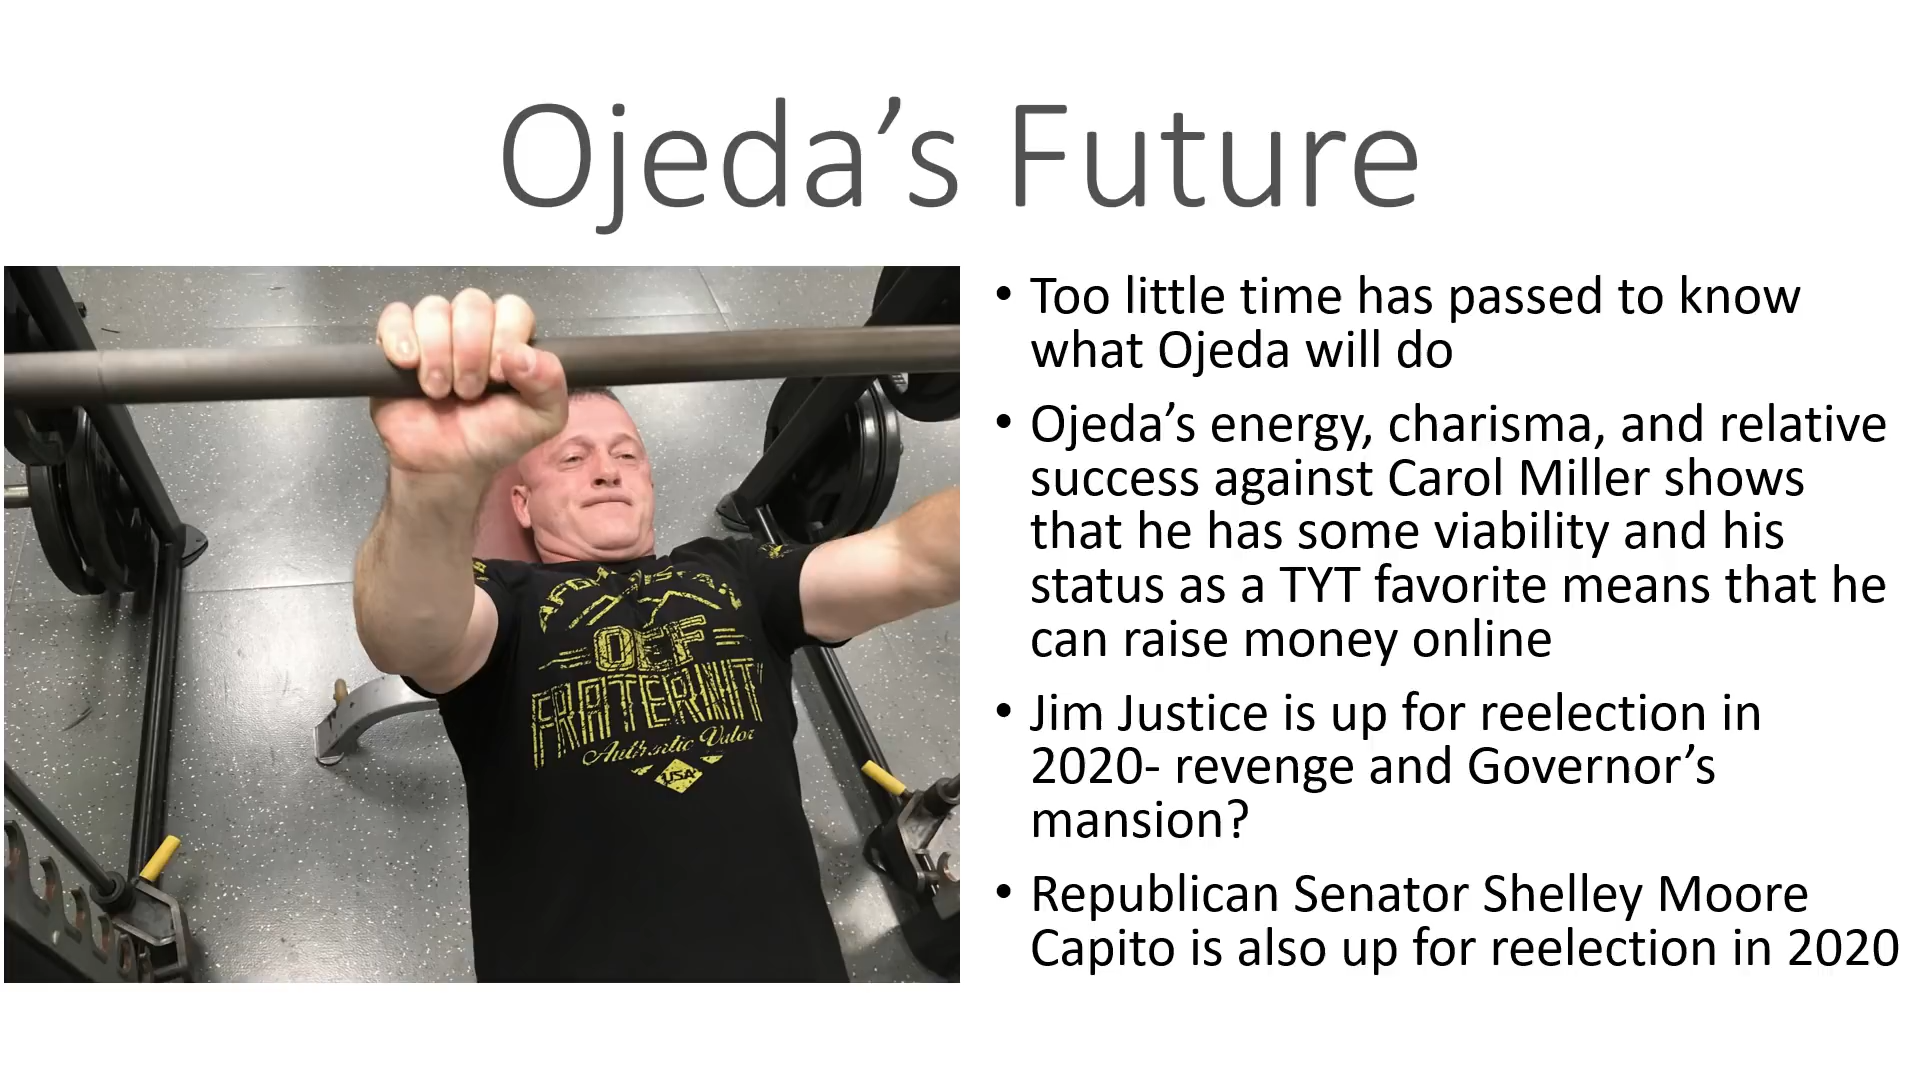 Ojeda’s Future
• Too little time has passed to know
what Ojeda will do
• Ojeda’s energy, charisma, and relative
success against Carol Miller shows
that he has some viability and his
status as a TYT favorite means that he
can raise money online
• Jim Justice is up for reelection in
2020- revenge and Governor’s
mansion?
• Republican Senator Shelley Moore
Capito is also up for reelection in 2020
OEF
FRATERNITY
Authentic Valor
USA